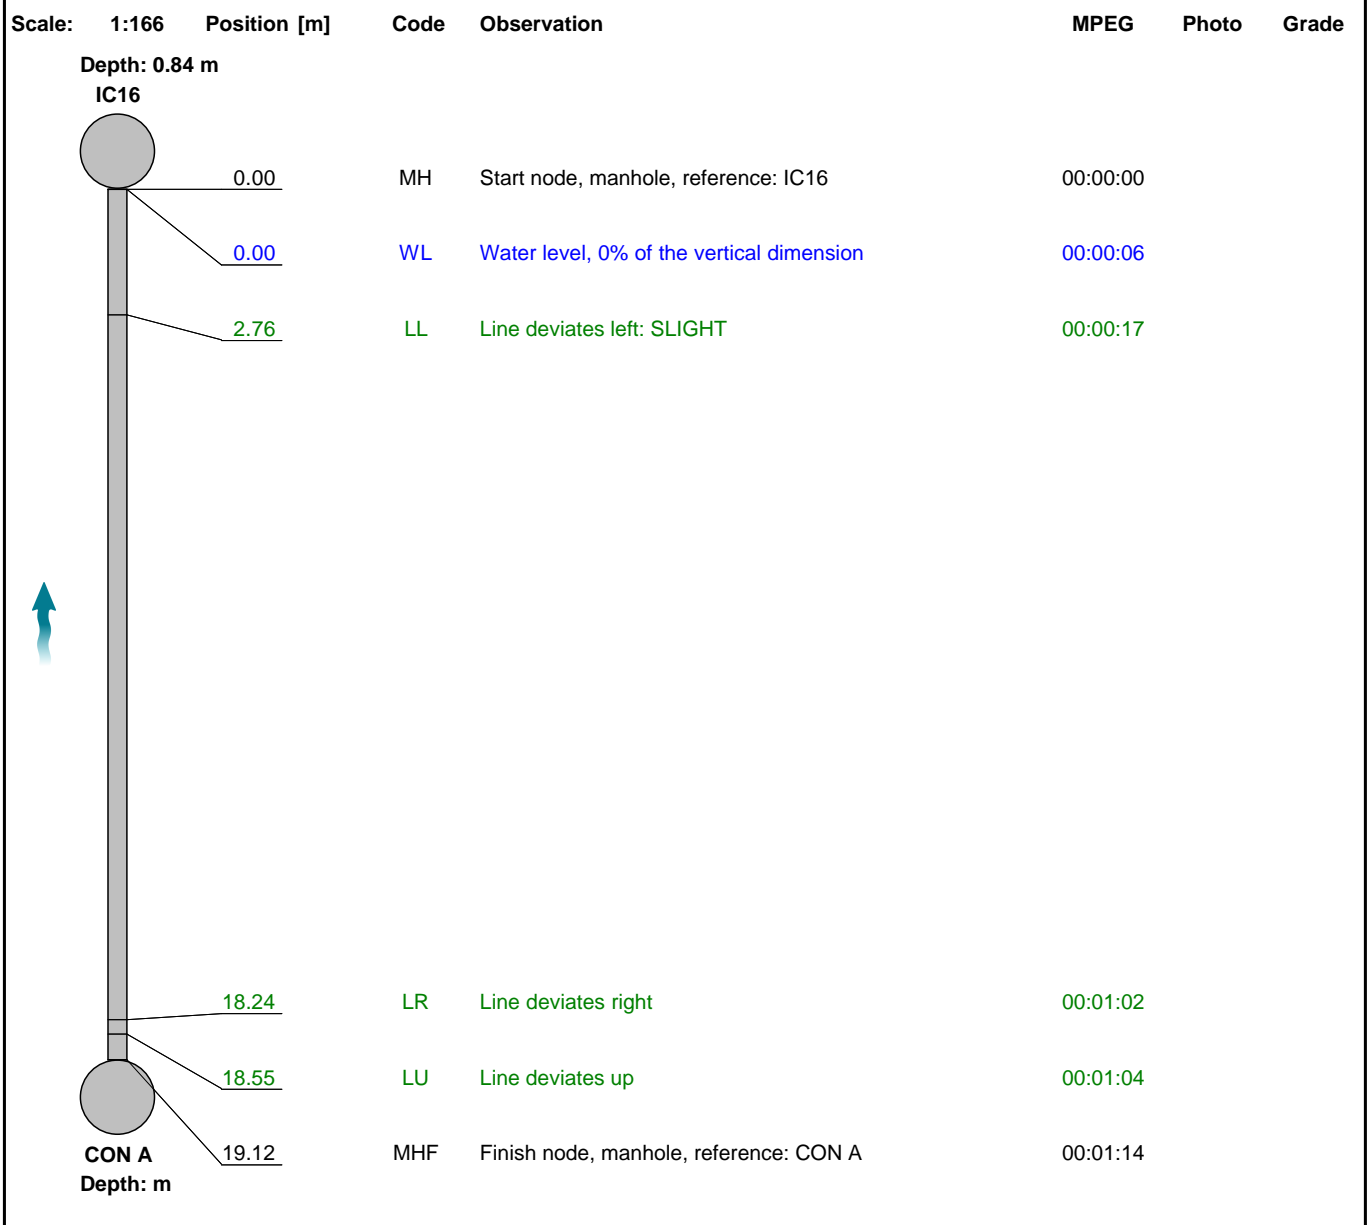 Scale: 1:166 Position [m] Code Observation MPEG Photo Grade
Depth: 0.84 m
IC16
0.00 MH Start node, manhole, reference: IC16 00:00:00
0.00 WL Water level, 0% of the vertical dimension 00:00:06
2.76 LL Line deviates left: SLIGHT 00:00:17
18.24 LR Line deviates right 00:01:02
18.55 LU Line deviates up 00:01:04
CON A 19.12 MHF Finish node, manhole, reference: CON A 00:01:14
Depth: m